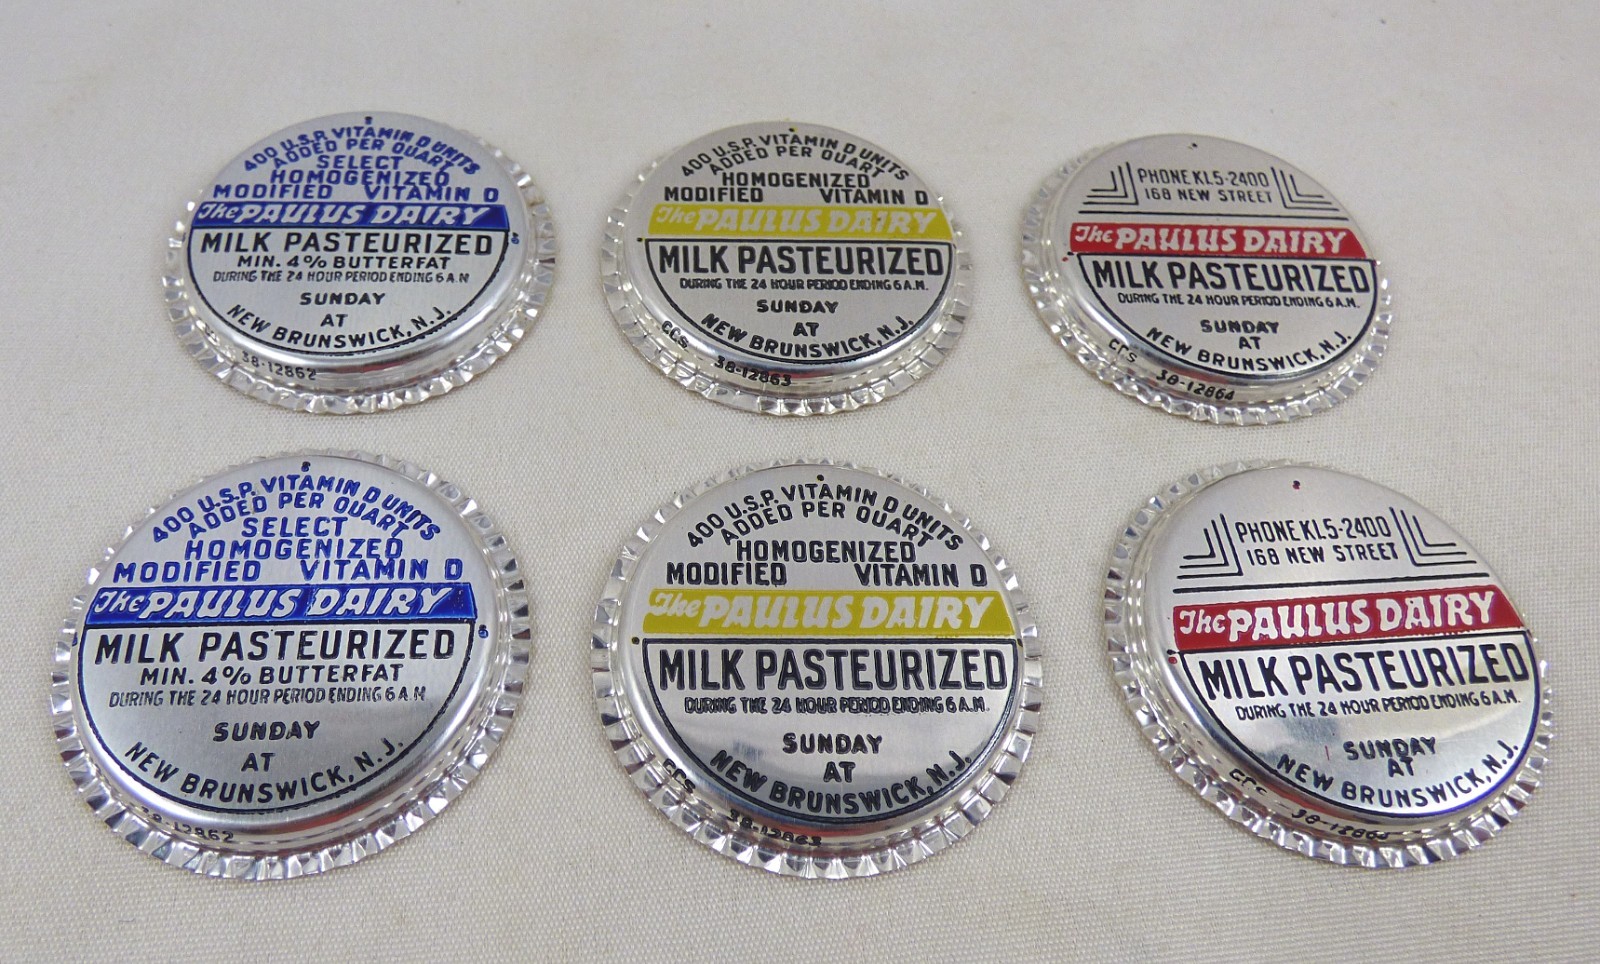 400 U.S.P. VITAMIN D UNITS
ADDED PER QUART
SELECT
HOMOGENIZED
MODIFIED VITAMIN D
The PAULUS DAIRY
MILK PASTEURIZED
MIN. 4% BUTTERFAT
DURING THE 24 HOUR PERIOD ENDING 6 A.M
SUNDAY
AT
NEW BRUNSWICK, N.J.
38-12862
400 U.S.P. VITAMIN D UNITS
ADDED PER QUART
HOMOGENIZED
MODIFIED VITAMIN D
The PAULUS DAIRY
MILK PASTEURIZED
DURING THE 24 HOUR PERIOD ENDING 6 A.M.
SUNDAY
AT
NEW BRUNSWICK, N.J.
CCS 38-12863
PHONE KL5-2400
168 NEW STREET
The PAULUS DAIRY
MILK PASTEURIZED
DURING THE 24 HOUR PERIOD ENDING 6 A.M.
SUNDAY
AT
NEW BRUNSWICK, N.J.
CCS 38-12864
400 U.S.P. VITAMIN D UNITS
ADDED PER QUART
SELECT
HOMOGENIZED
MODIFIED VITAMIN D
The PAULUS DAIRY
MILK PASTEURIZED
MIN. 4% BUTTERFAT
DURING THE 24 HOUR PERIOD ENDING 6 A.M
SUNDAY
AT
NEW BRUNSWICK, N.J.
38-12862
400 U.S.P. VITAMIN D UNITS
ADDED PER QUART
HOMOGENIZED
MODIFIED VITAMIN D
The PAULUS DAIRY
MILK PASTEURIZED
DURING THE 24 HOUR PERIOD ENDING 6 A.M.
SUNDAY
AT
NEW BRUNSWICK, N.J.
CCS 38-12863
PHONE KL5-2400
168 NEW STREET
The PAULUS DAIRY
MILK PASTEURIZED
DURING THE 24 HOUR PERIOD ENDING 6 A.M.
SUNDAY
AT
NEW BRUNSWICK, N.J.
CCS 38-12864